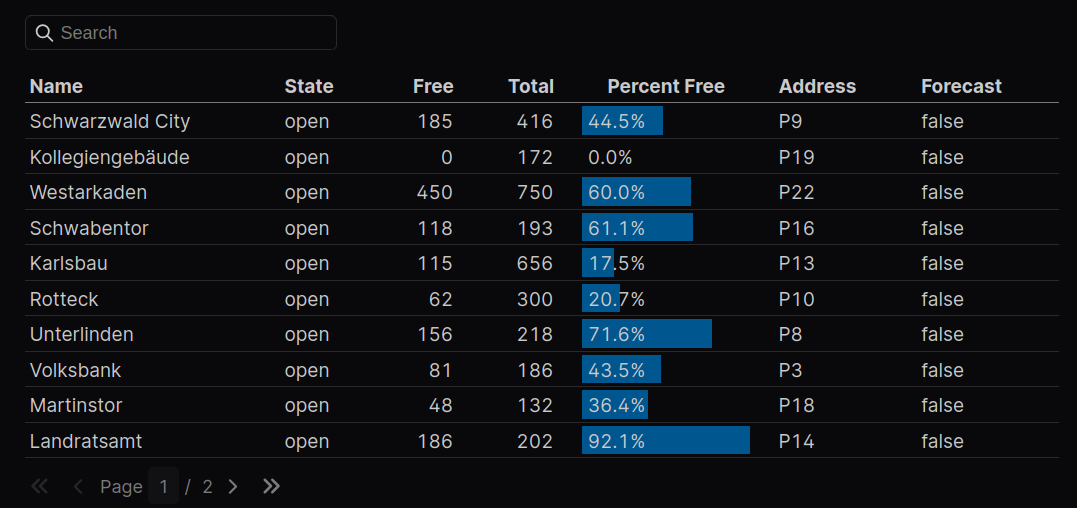 Search
Name State Free Total Percent Free Address Forecast
Schwarzwald City open 185 416 44.5% P9 false
Kollegiengebäude open 0 172 0.0% P19 false
Westarkaden open 450 750 60.0% P22 false
Schwabentor open 118 193 61.1% P16 false
Karlsbau open 115 656 17.5% P13 false
Rotteck open 62 300 20.7% P10 false
Unterlinden open 156 218 71.6% P8 false
Volksbank open 81 186 43.5% P3 false
Martinstor open 48 132 36.4% P18 false
Landratsamt open 186 202 92.1% P14 false
Page 1 / 2